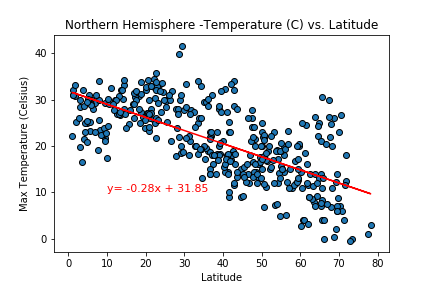 Northern Hemisphere -Temperature (C) vs. Latitude
Max Temperature (Celsius)
40
30
20
10
0
y= -0.28x + 31.85
0 10 20 30 40 50 60 70 80
Latitude